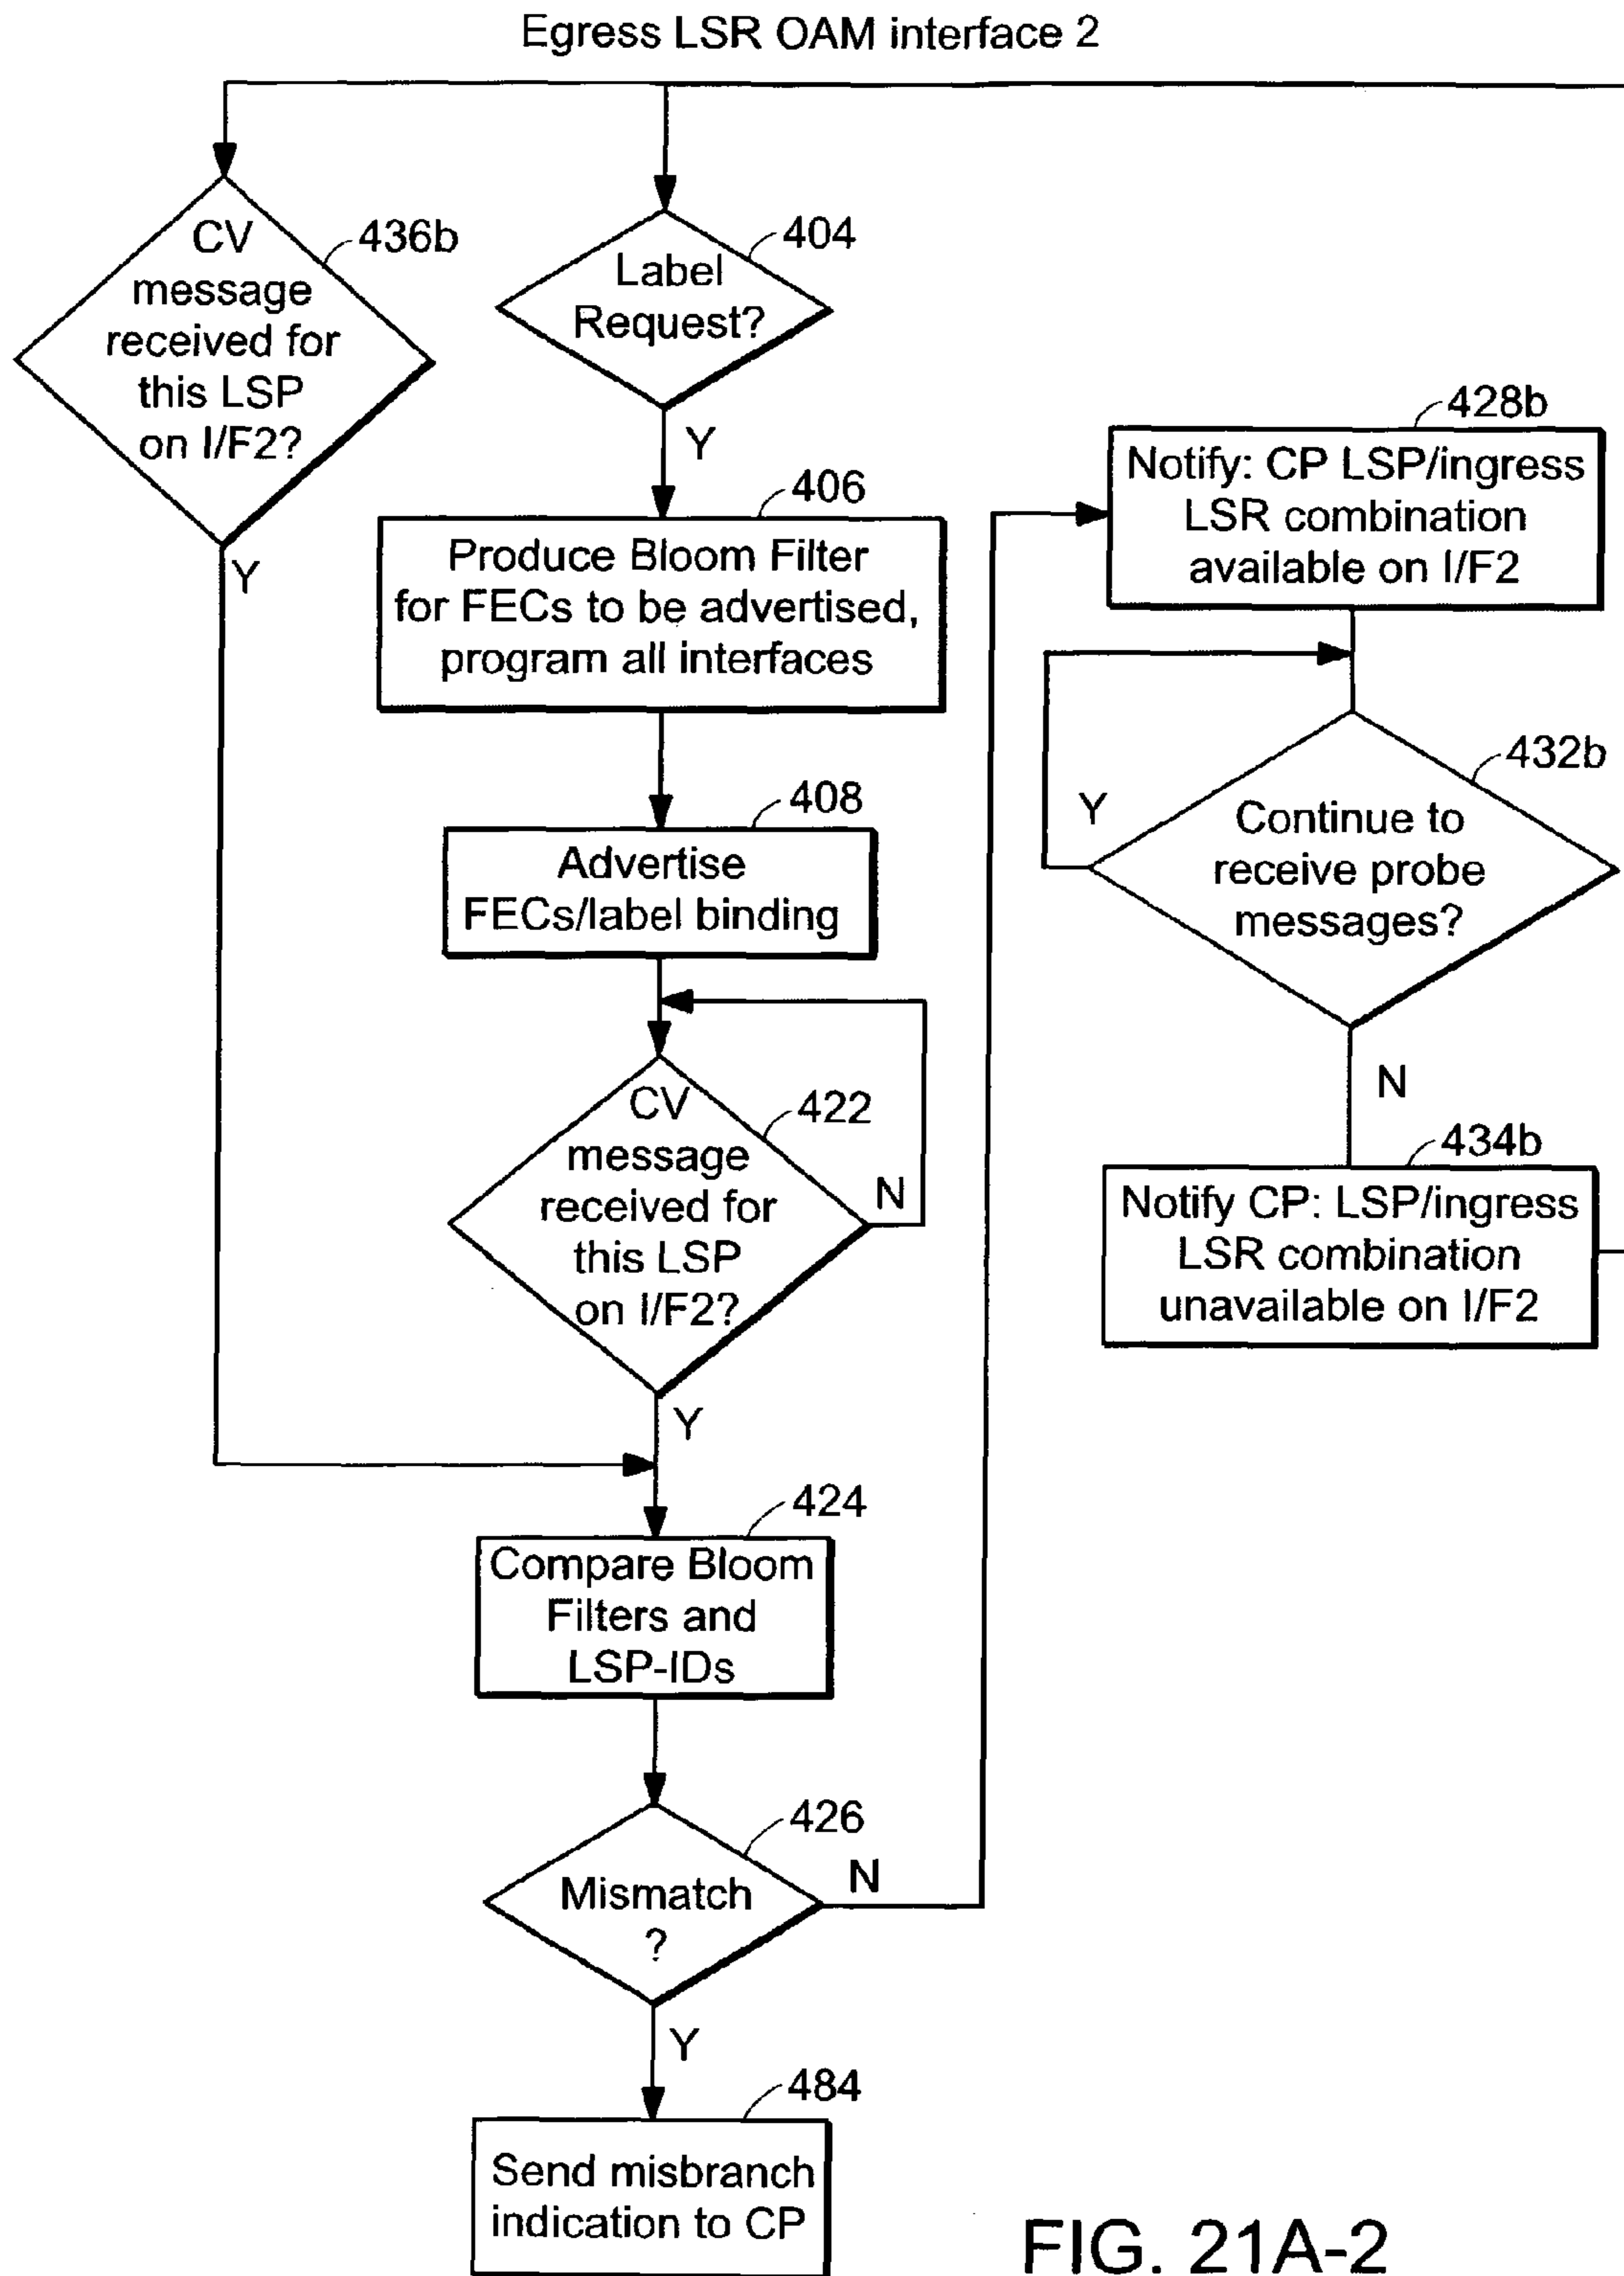 Egress LSR OAM interface 2
CV
message
received for
this LSP
on I/F2?
436b
Y
Label
Request?
404
Y
406
Produce Bloom Filter
for FECs to be advertised,
program all interfaces
408
Advertise
FECs/label binding
CV
message
received for
this LSP
on I/F2?
422
N
Y
424
Compare Bloom
Filters and
LSP-IDs
426
Mismatch
?
N
Y
484
Send misbranch
indication to CP
428b
Notify: CP LSP/ingress
LSR combination
available on I/F2
432b
Continue to
receive probe
messages?
Y
N
434b
Notify CP: LSP/ingress
LSR combination
unavailable on I/F2
FIG. 21A-2